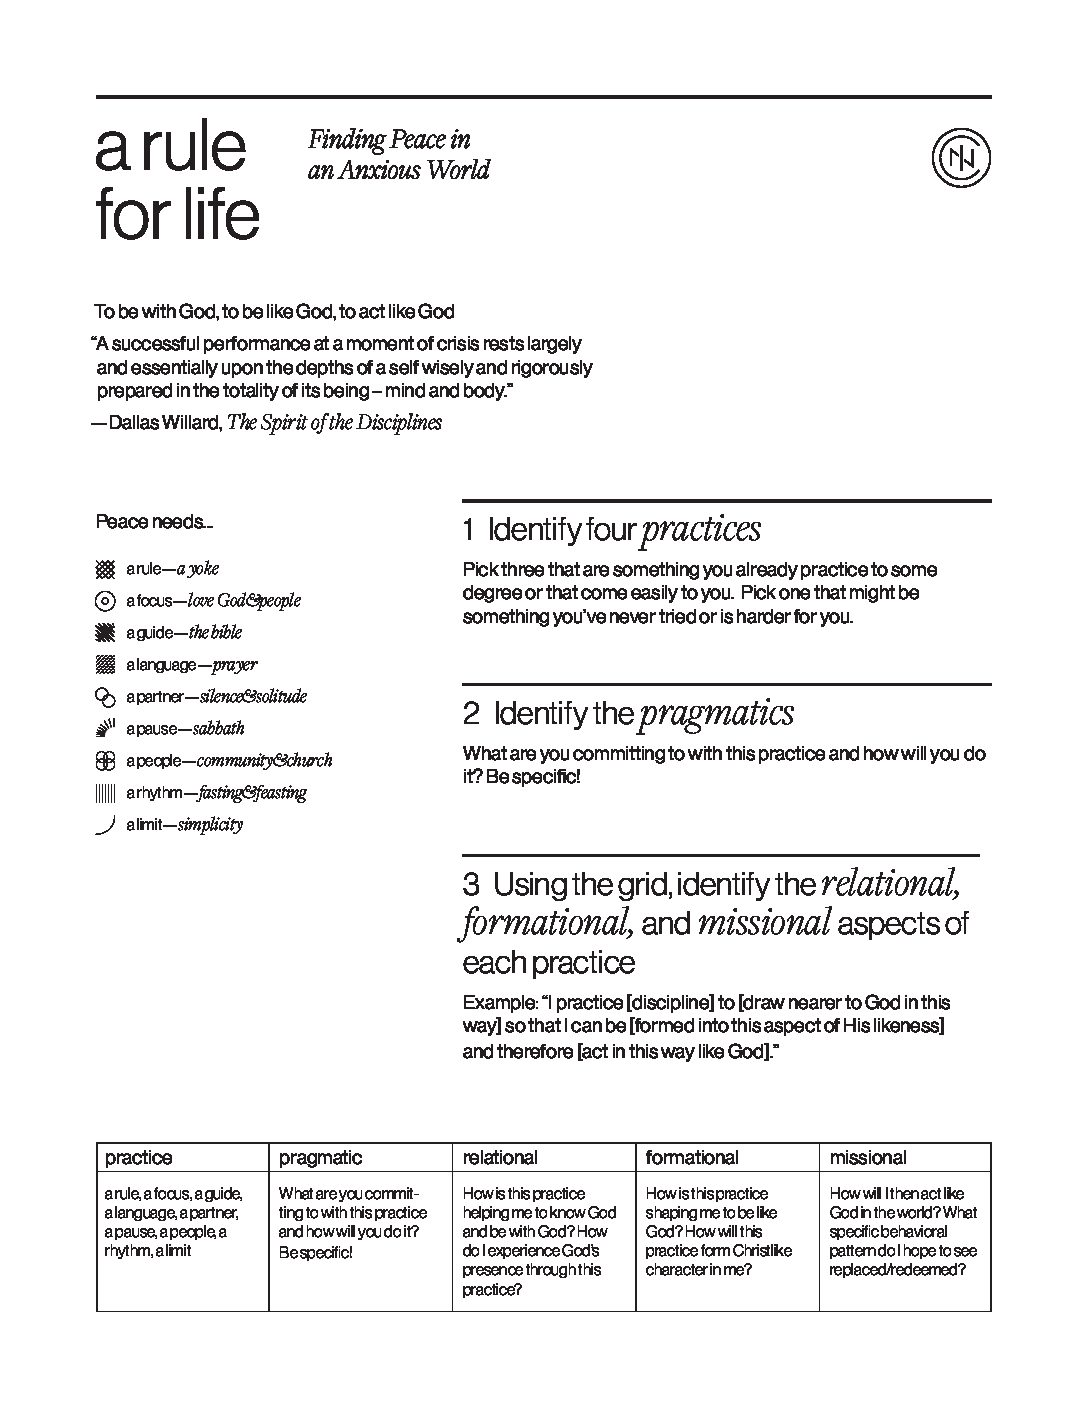 a rule
for life
Finding Peace in
an Anxious World
To be with God, to be like God, to act like God
“A successful performance at a moment of crisis rests largely
and essentially upon the depths of a self wisely and rigorously
prepared in the totality of its being – mind and body.”
— Dallas Willard, The Spirit of the Disciplines
Peace needs...
a rule—a yoke
a focus—love God & people
a guide—the bible
a language—prayer
a partner—silence & solitude
a pause—sabbath
a people—community & church
a rhythm—fasting & feasting
a limit—simplicity
1 Identify four practices
Pick three that are something you already practice to some
degree or that come easily to you. Pick one that might be
something you’ve never tried or is harder for you.
2 Identify the pragmatics
What are you committing to with this practice and how will you do
it? Be specific!
3 Using the grid, identify the relational,
formational, and missional aspects of
each practice
Example: “I practice [discipline] to [draw nearer to God in this
way] so that I can be [formed into this aspect of His likeness]
and therefore [act in this way like God].”
practice
a rule, a focus, a guide,
a language, a partner,
a pause, a people, a
rhythm, a limit
pragmatic
What are you commit-
ting to with this practice
and how will you do it?
Be specific!
relational
How is this practice
helping me to know God
and be with God? How
do I experience God’s
presence through this
practice?
formational
How is this practice
shaping me to be like
God? How will this
practice form Christlike
character in me?
missional
How will I then act like
God in the world? What
specific behavioral
pattern do I hope to see
replaced/redeemed?